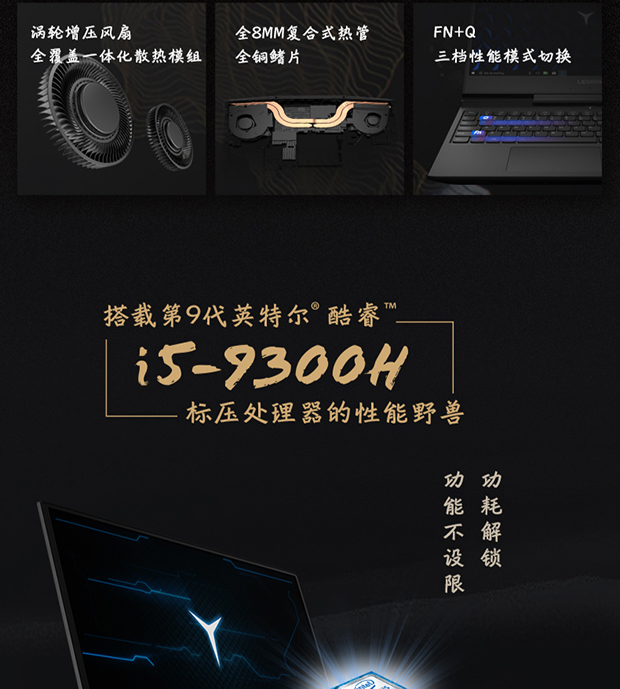 涡轮增压风扇
全覆盖一体化散热模组
全8MM复合式热管
全铜鳍片
FN+Q
三档性能模式切换
搭载第9代英特尔® 酷睿™
i5-9300H
标压处理器的性能野兽
功耗解锁
功能不设限